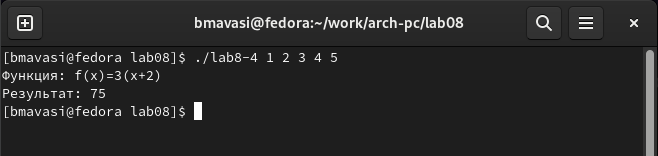 bmavasi@fedora:~/work/arch-pc/lab08
[bmavasi@fedora lab08]$ ./lab8-4 1 2 3 4 5
Функция: f(x)=3(x+2)
Результат: 75
[bmavasi@fedora lab08]$